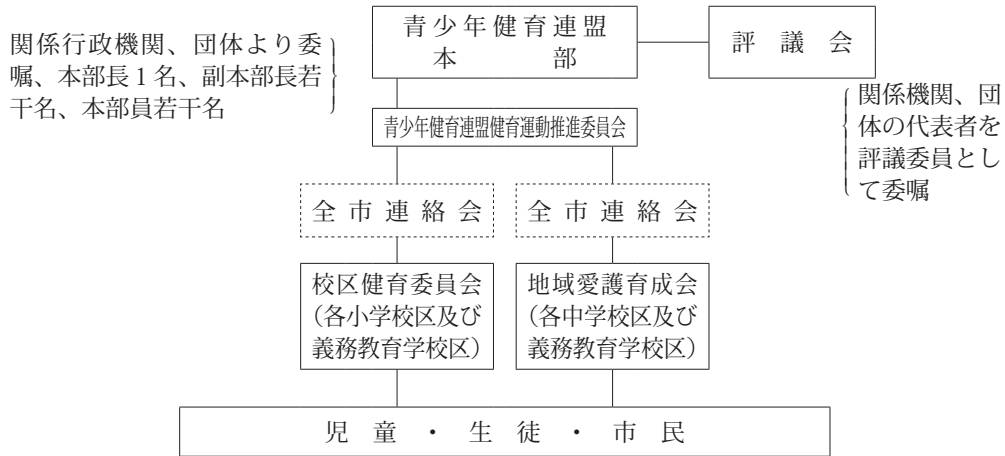 青少年健育連盟
本部
評議会
関係行政機関、団体より委
嘱、本部長1名、副本部長若
干名、本部員若干名
関係機関、団
体の代表者を
評議委員とし
て委嘱
青少年健育連盟健育運動推進委員会
全市連絡会
全市連絡会
校区健育委員会
(各小学校区及び
義務教育学校区)
地域愛護育成会
(各中学校区及び
義務教育学校区)
児童・生徒・市民